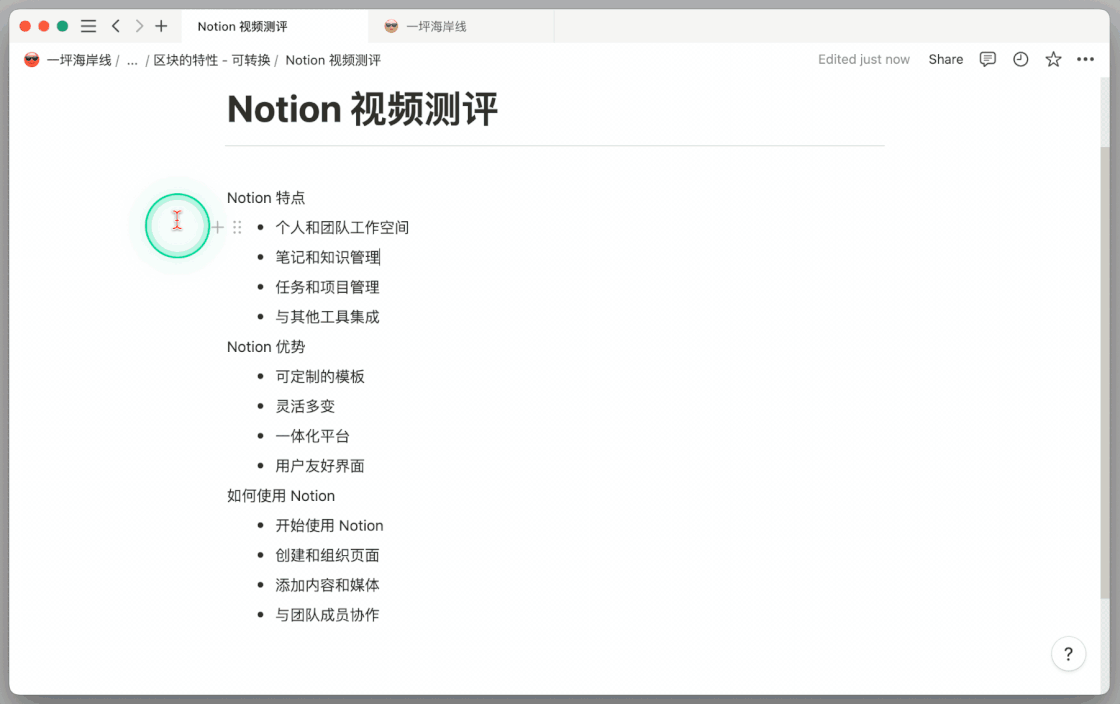 Notion 视频测评
一坪海岸线
一坪海岸线 / ... / 区块的特性 - 可转换 / Notion 视频测评
Edited just now
Share
Notion 视频测评
Notion 特点
个人和团队工作空间
笔记和知识管理
任务和项目管理
与其他工具集成
Notion 优势
可定制的模板
灵活多变
一体化平台
用户友好界面
如何使用 Notion
开始使用 Notion
创建和组织页面
添加内容和媒体
与团队成员协作
?